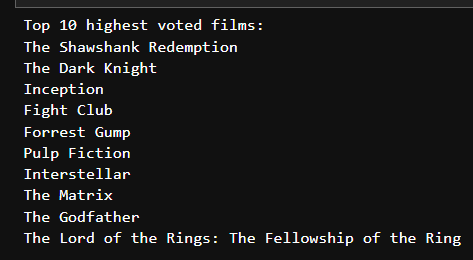 Top 10 highest voted films:
The Shawshank Redemption
The Dark Knight
Inception
Fight Club
Forrest Gump
Pulp Fiction
Interstellar
The Matrix
The Godfather
The Lord of the Rings: The Fellowship of the Ring